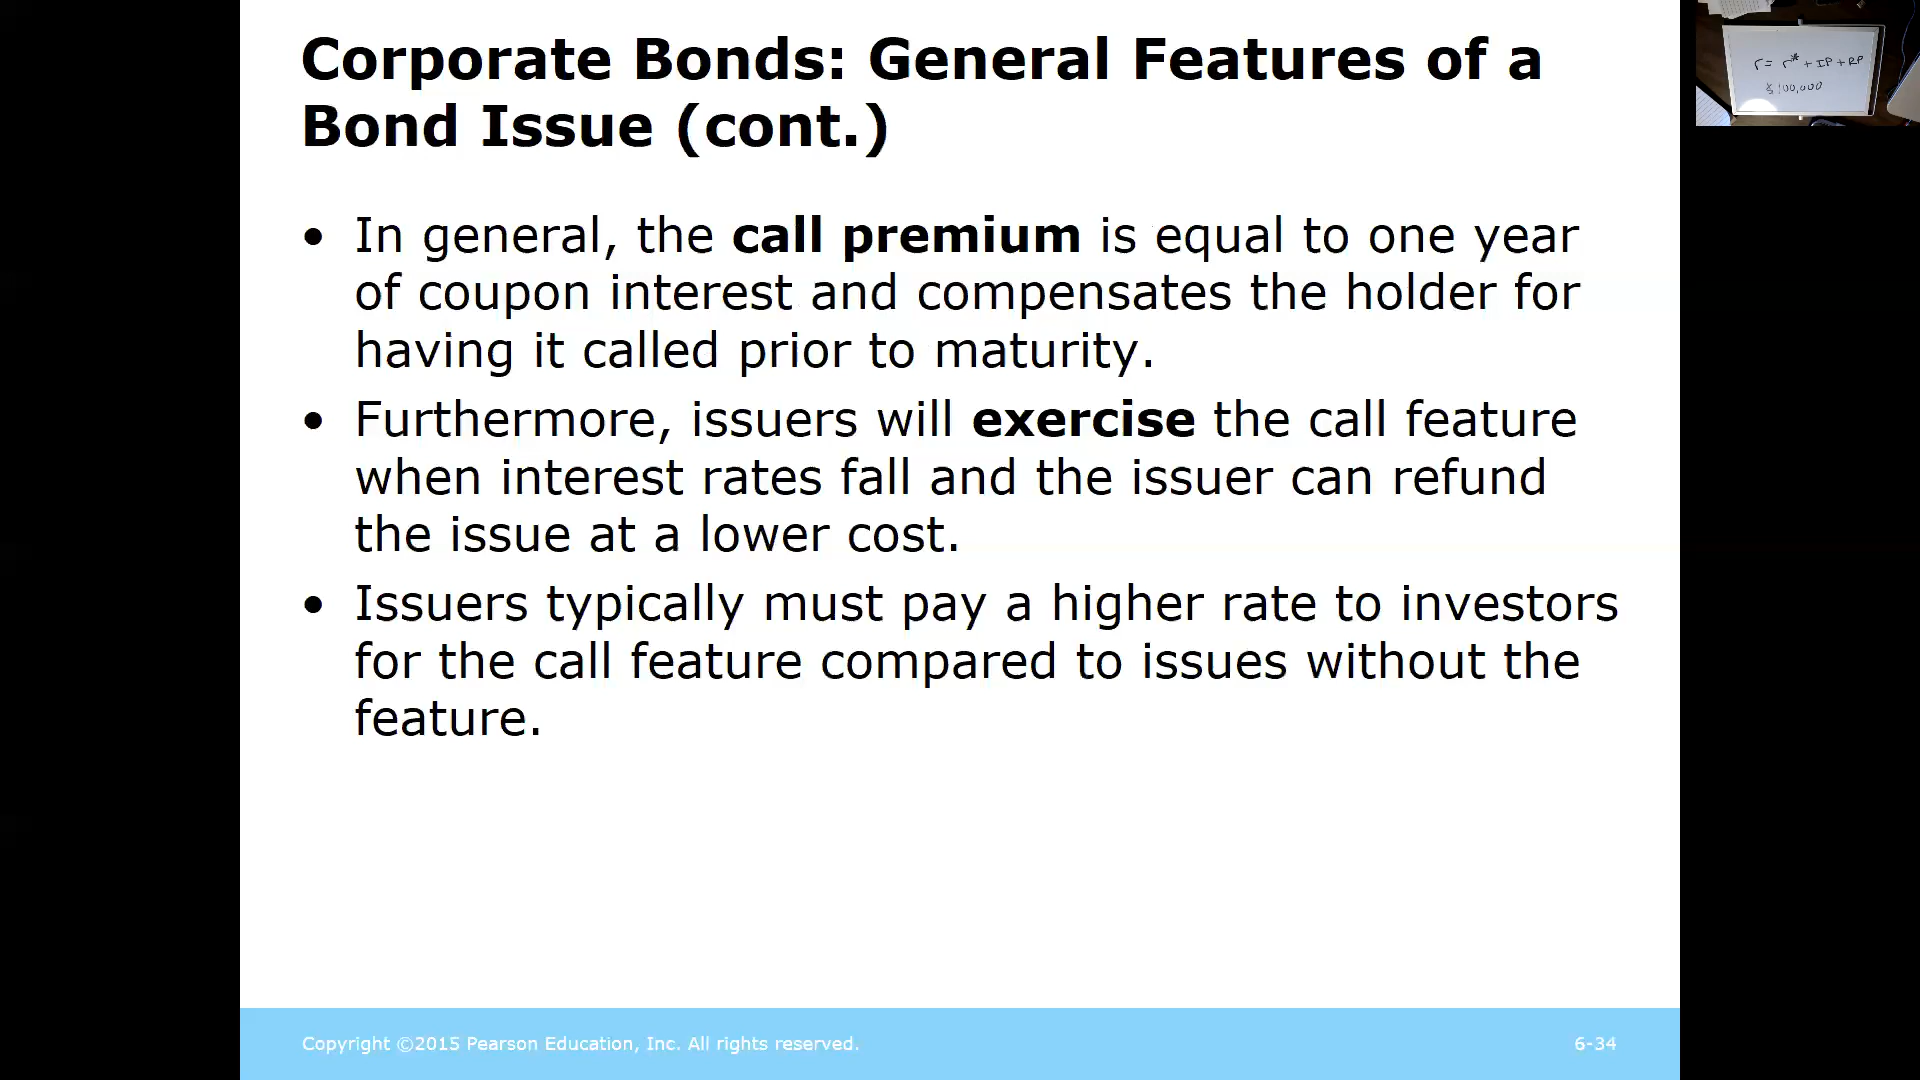 Corporate Bonds: General Features of a
Bond Issue (cont.)
• In general, the call premium is equal to one year
of coupon interest and compensates the holder for
having it called prior to maturity.
• Furthermore, issuers will exercise the call feature
when interest rates fall and the issuer can refund
the issue at a lower cost.
• Issuers typically must pay a higher rate to investors
for the call feature compared to issues without the
feature.
Copyright ©2015 Pearson Education, Inc. All rights reserved.
6-34
r = r* + IP + RP
$100,000